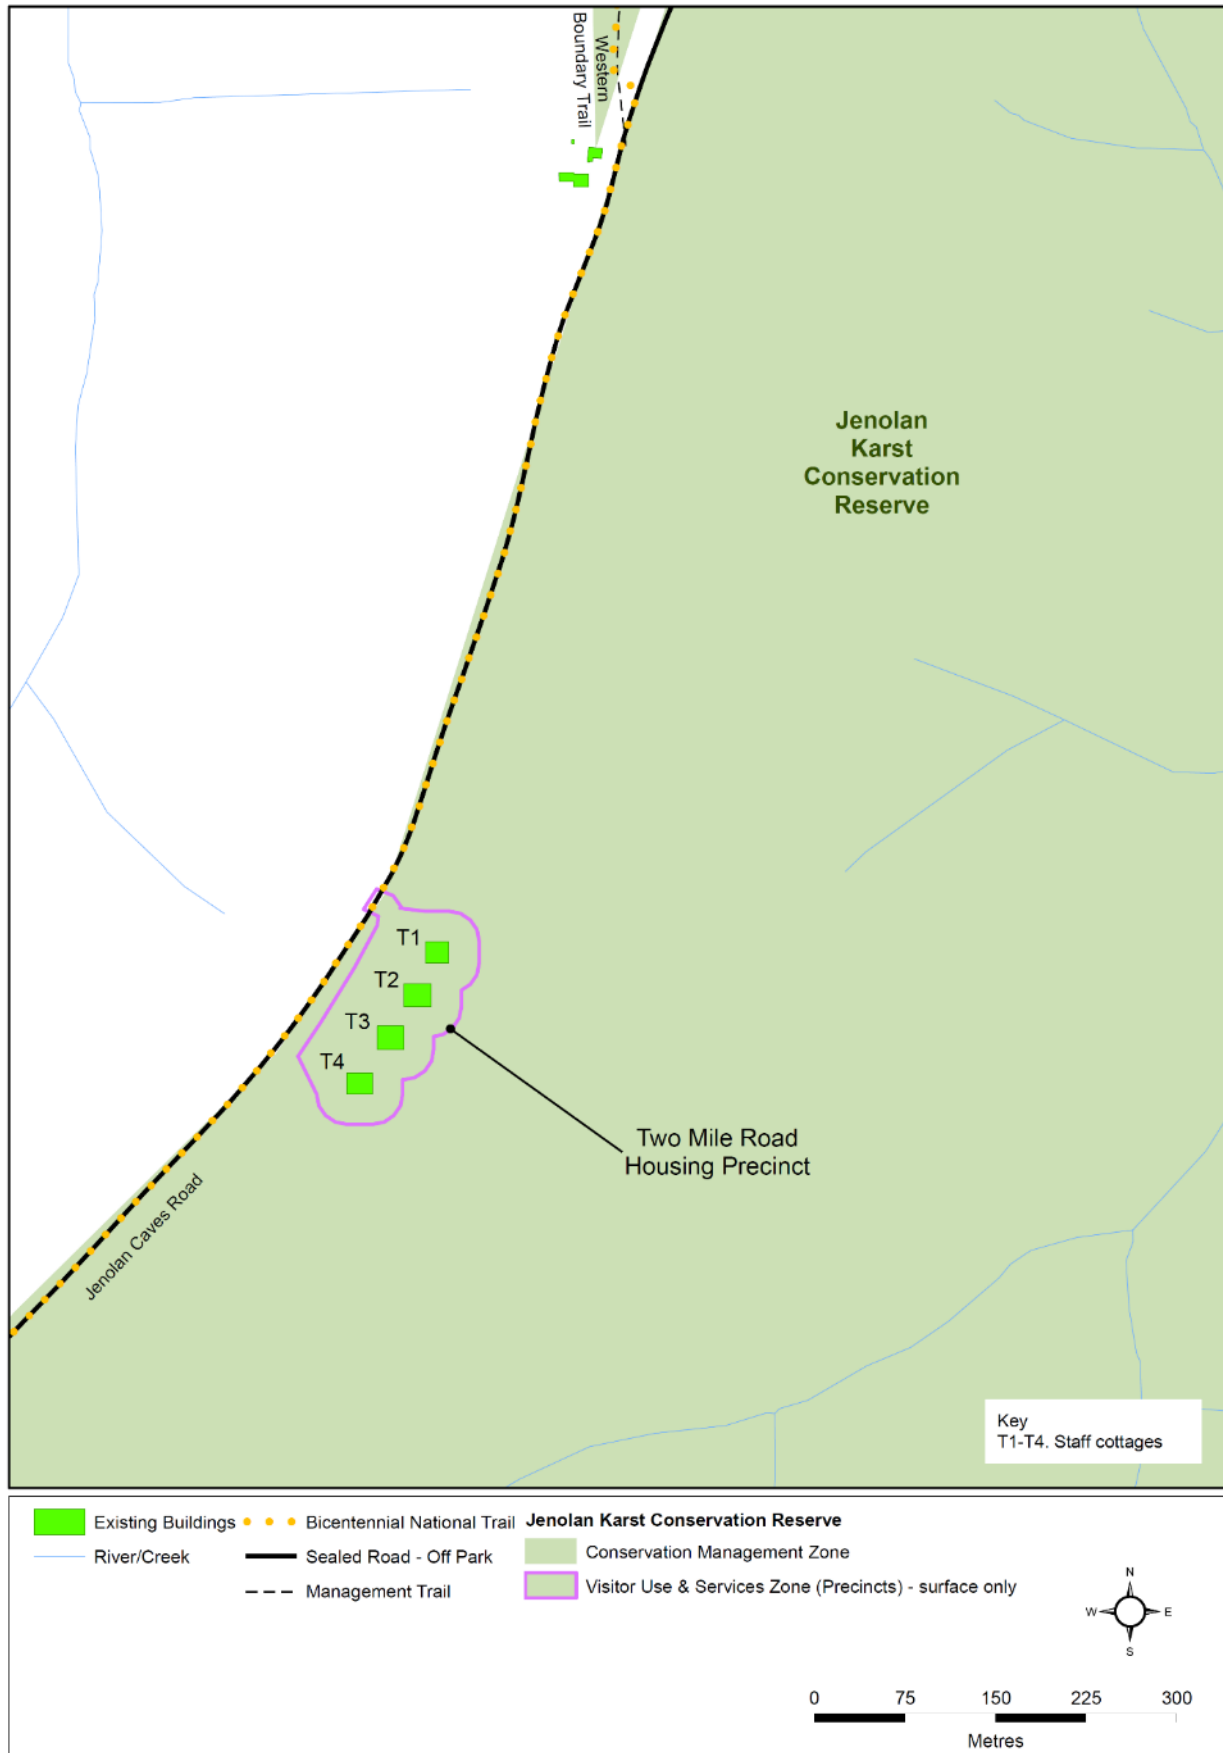 Western
Boundary Trail
Jenolan
Karst
Conservation
Reserve
T1
T2
T3
T4
Two Mile Road
Housing Precinct
Jenolan Caves Road
Key
T1-T4. Staff cottages
Existing Buildings
River/Creek
Bicentennial National Trail
Sealed Road - Off Park
Management Trail
Jenolan Karst Conservation Reserve
Conservation Management Zone
Visitor Use & Services Zone (Precincts) - surface only
N
W E
S
0 75 150 225 300
Metres